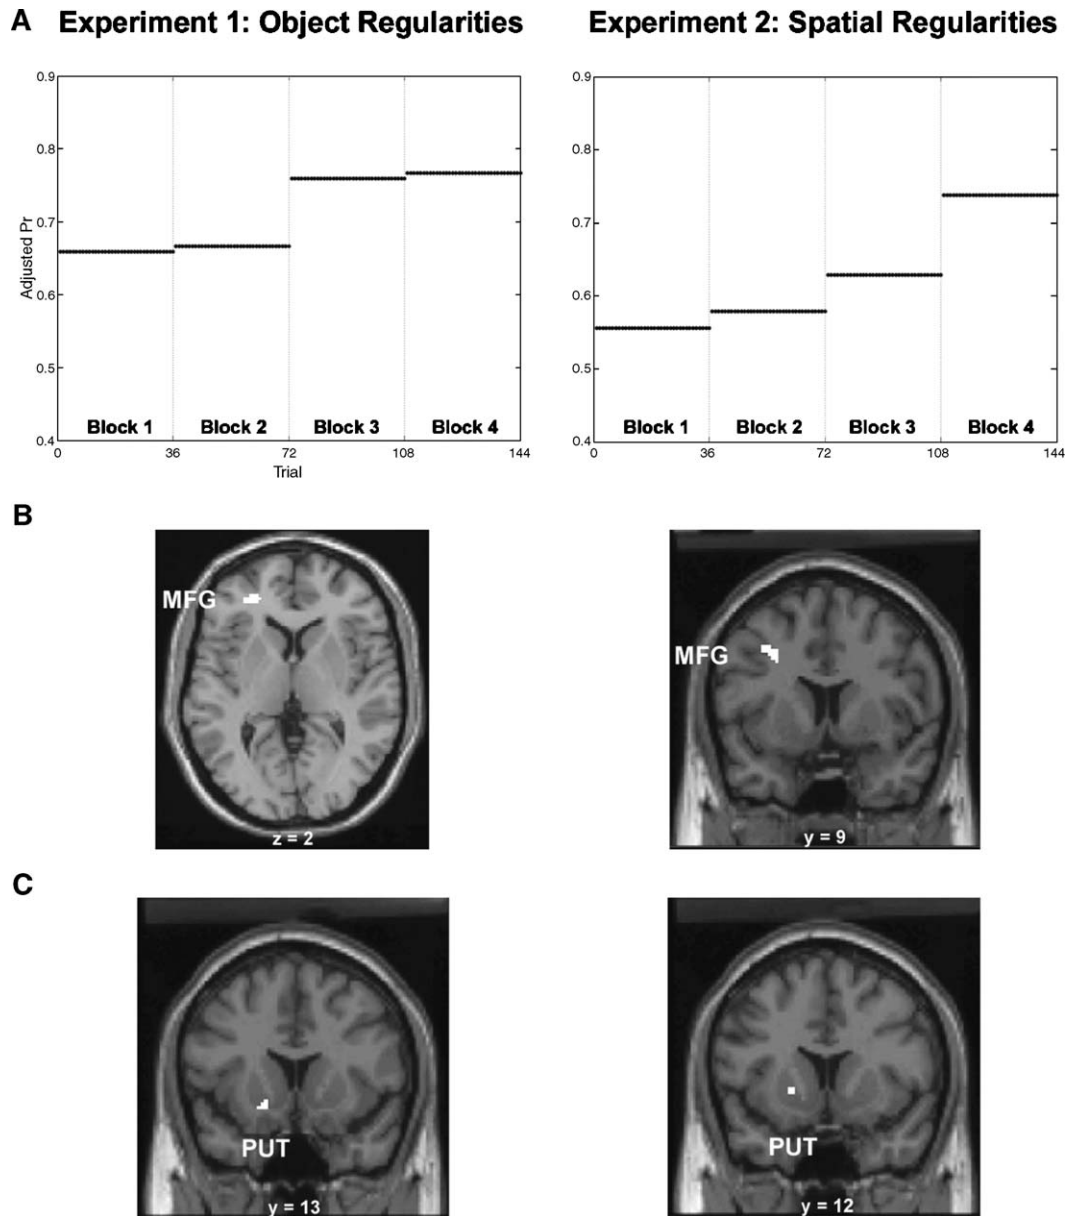 A Experiment 1: Object Regularities Experiment 2: Spatial Regularities
0.9
0.8
0.7
0.6
0.5
0.4
Adjusted Pr
Block 1 Block 2 Block 3 Block 4
0 36 72 108 144
Trial
0.9
0.8
0.7
0.6
0.5
0.4
Block 1 Block 2 Block 3 Block 4
0 36 72 108 144
B
MFG
z = 2
MFG
y = 9
C
PUT
y = 13
PUT
y = 12